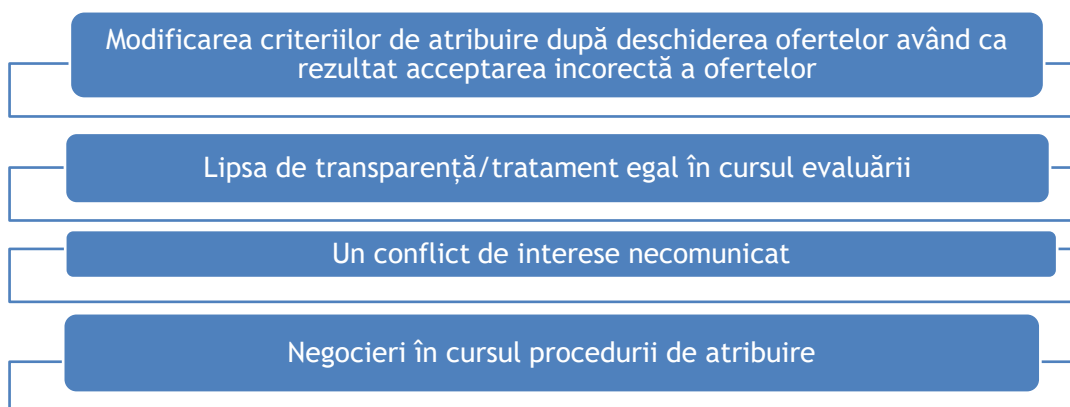 Modificarea criteriilor de atribuire după deschiderea ofertelor având ca
rezultat acceptarea incorectă a ofertelor
Lipsa de transparență/tratament egal în cursul evaluării
Un conflict de interese necomunicat
Negocieri în cursul procedurii de atribuire